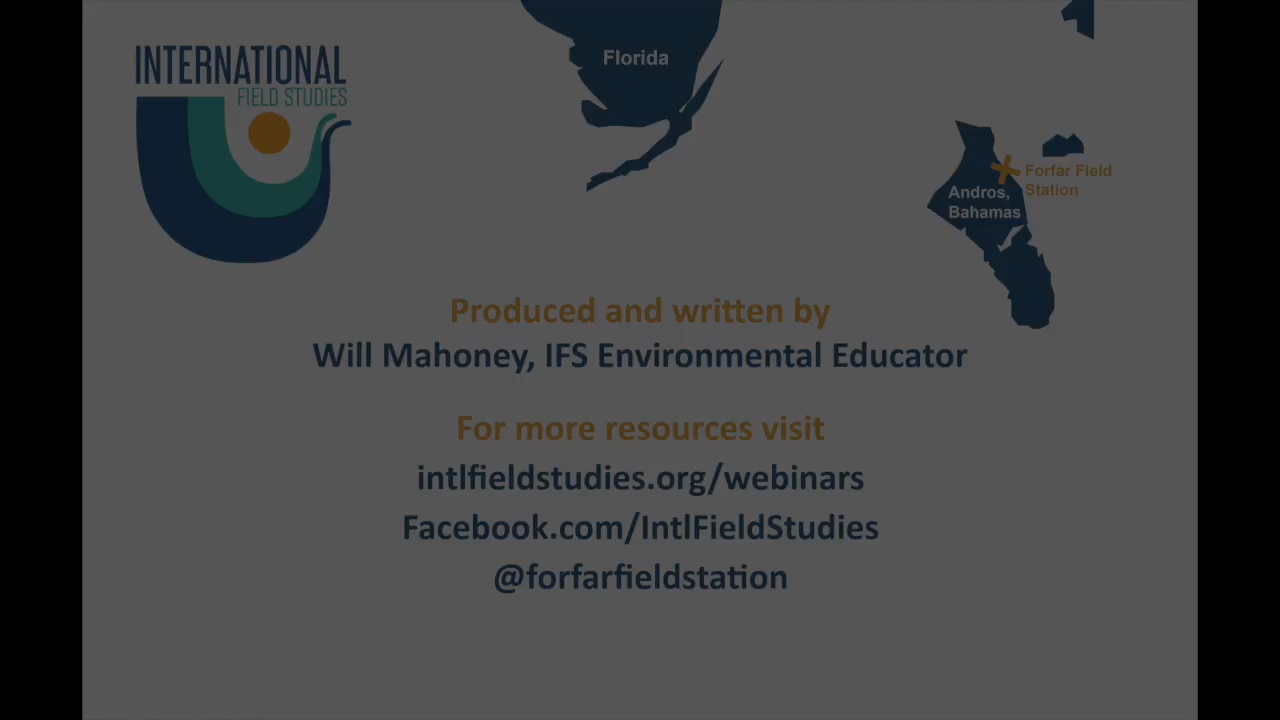 INTERNATIONAL
FIELD STUDIES
Florida
Forfar Field
Station
Andros,
Bahamas
Produced and written by
Will Mahoney, IFS Environmental Educator
For more resources visit
intlfieldstudies.org/webinars
Facebook.com/IntlFieldStudies
@forfarfieldstation